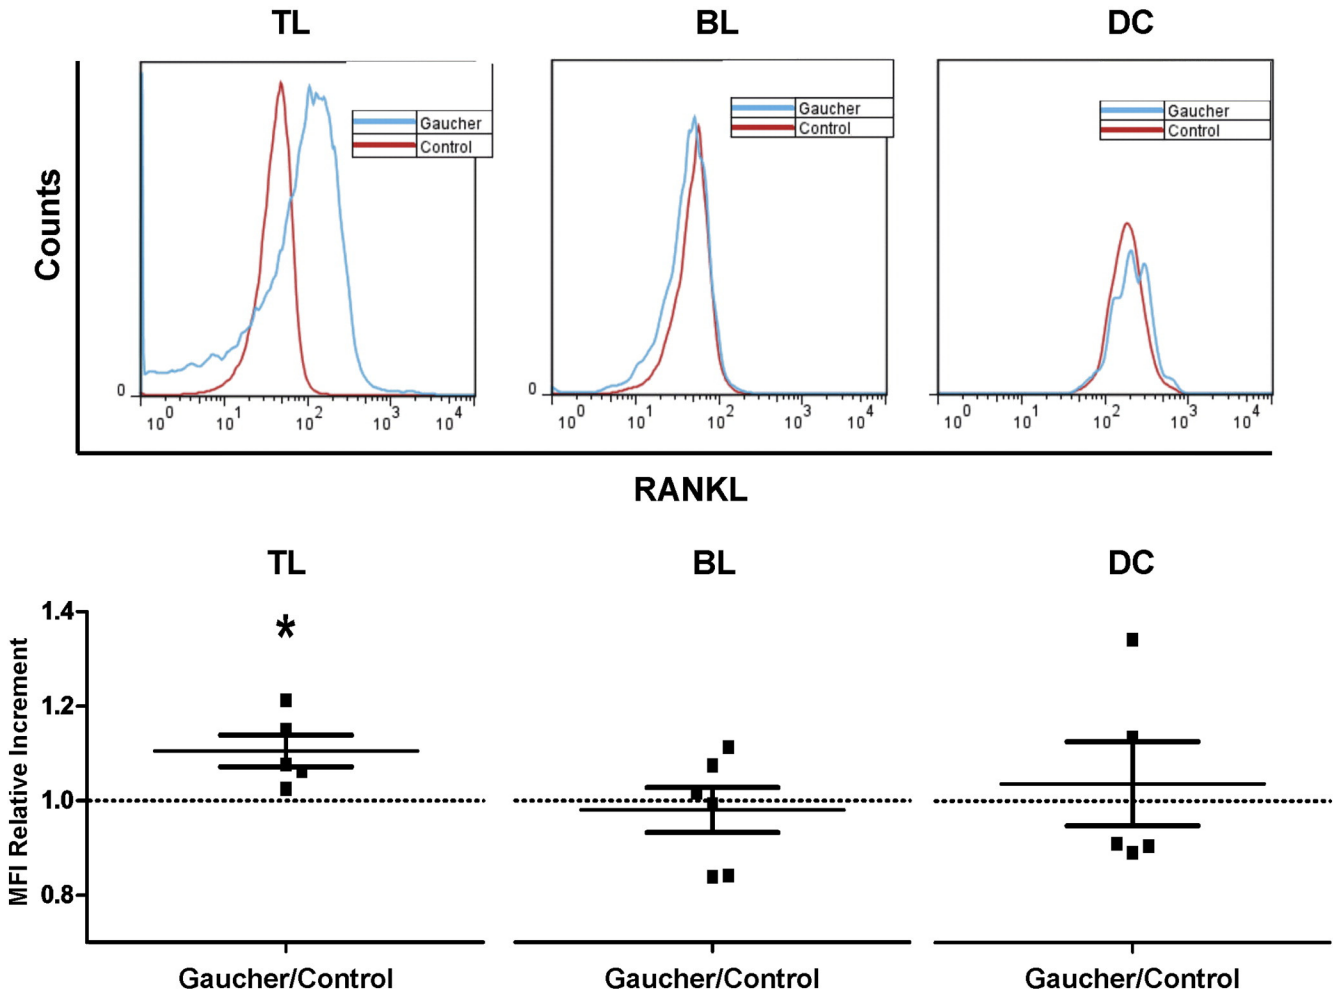 TL BL DC
Gaucher
Control
Gaucher
Control
Gaucher
Control
Counts
0
0
10^0 10^1 10^2 10^3 10^4
10^0 10^1 10^2 10^3 10^4
10^0 10^1 10^2 10^3 10^4
RANKL
TL BL DC
MFI Relative Increment
1.4
*
1.2
1.0
0.8
Gaucher/Control Gaucher/Control Gaucher/Control